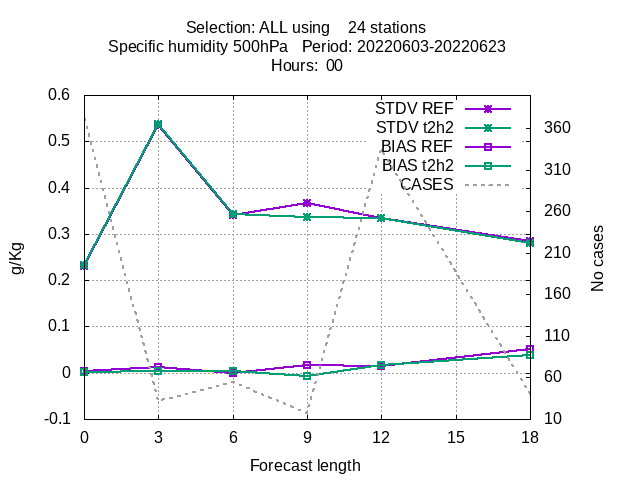 Selection: ALL using    24 stations
Specific humidity 500hPa   Period: 20220603-20220623
Hours:  00
0.6
0.5
0.4
0.3
0.2
0.1
0
-0.1
g/Kg
STDV REF
STDV t2h2
BIAS REF
BIAS t2h2
CASES
360
310
260
210
160
110
60
10
No cases
0 3 6 9 12 15 18
Forecast length